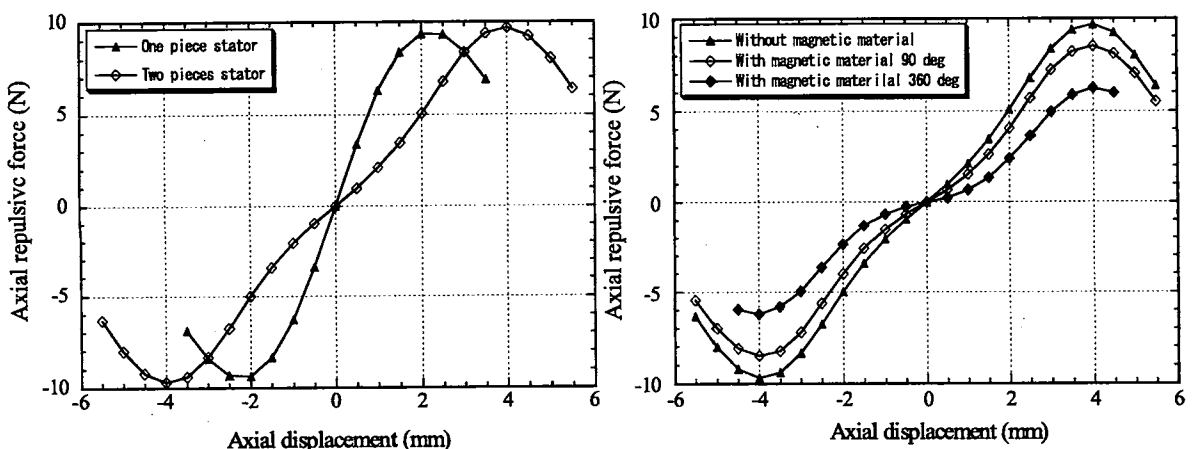 One piece stator
Two pieces stator
Axial repulsivc force (N)
10
5
0
-5
-10
-6
-4
-2
0
2
4
6
Axial displacement (mm)
Without magnetic material
With magnetic material 90 deg
With magnetic materilal 360 deg
Axial repulsive force (N)
10
5
0
-5
-10
-6
-4
-2
0
2
4
6
Axial displacement (mm)